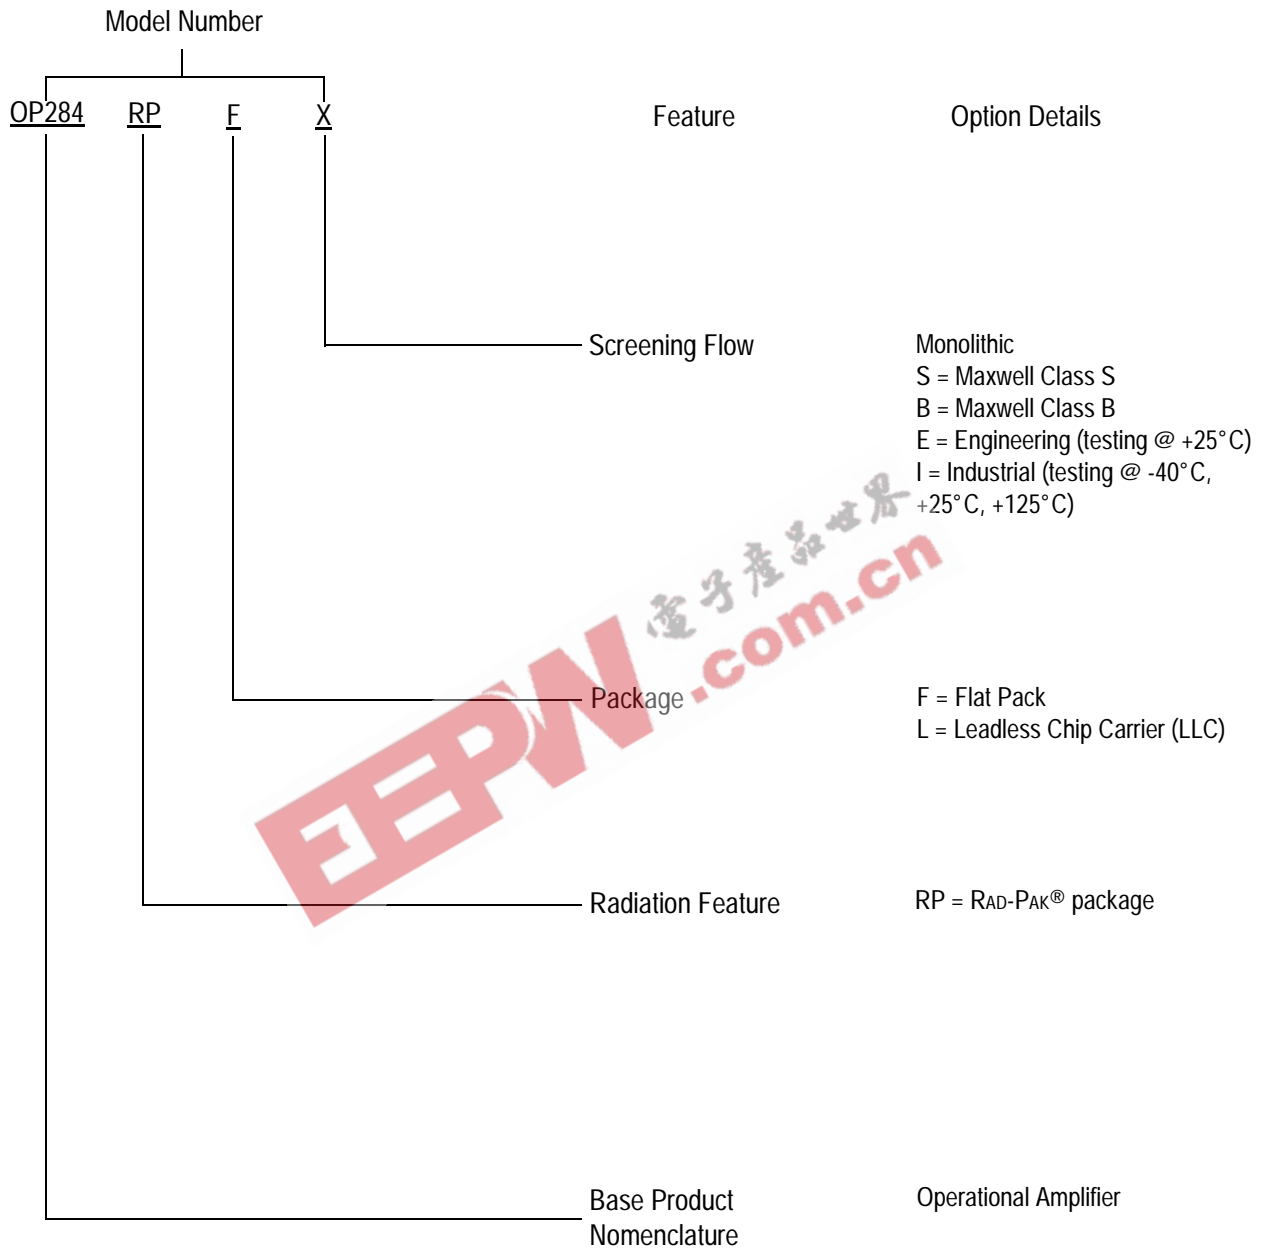 Model Number
OP284 RP F X
Feature Option Details
Screening Flow
Monolithic
S = Maxwell Class S
B = Maxwell Class B
E = Engineering (testing @ +25°C)
I = Industrial (testing @ -40°C,
+25°C, +125°C)
電子產品世界
EEPW.com.cn
Package
F = Flat Pack
L = Leadless Chip Carrier (LLC)
Radiation Feature
RP = RAD-PAK® package
Base Product
Nomenclature
Operational Amplifier